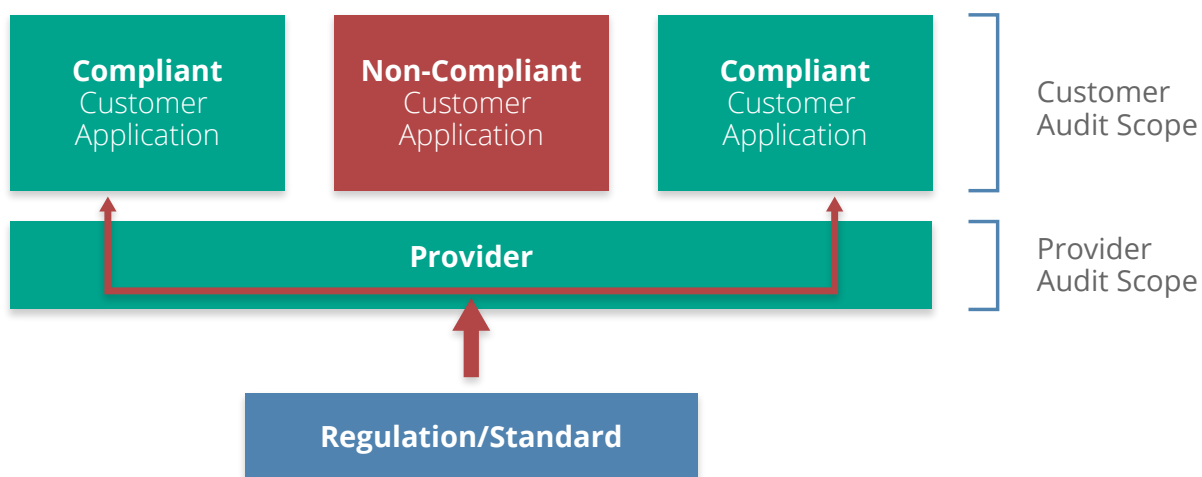 Compliant
Customer
Application
Non-Compliant
Customer
Application
Compliant
Customer
Application
Customer
Audit Scope
Provider
Provider
Audit Scope
Regulation/Standard